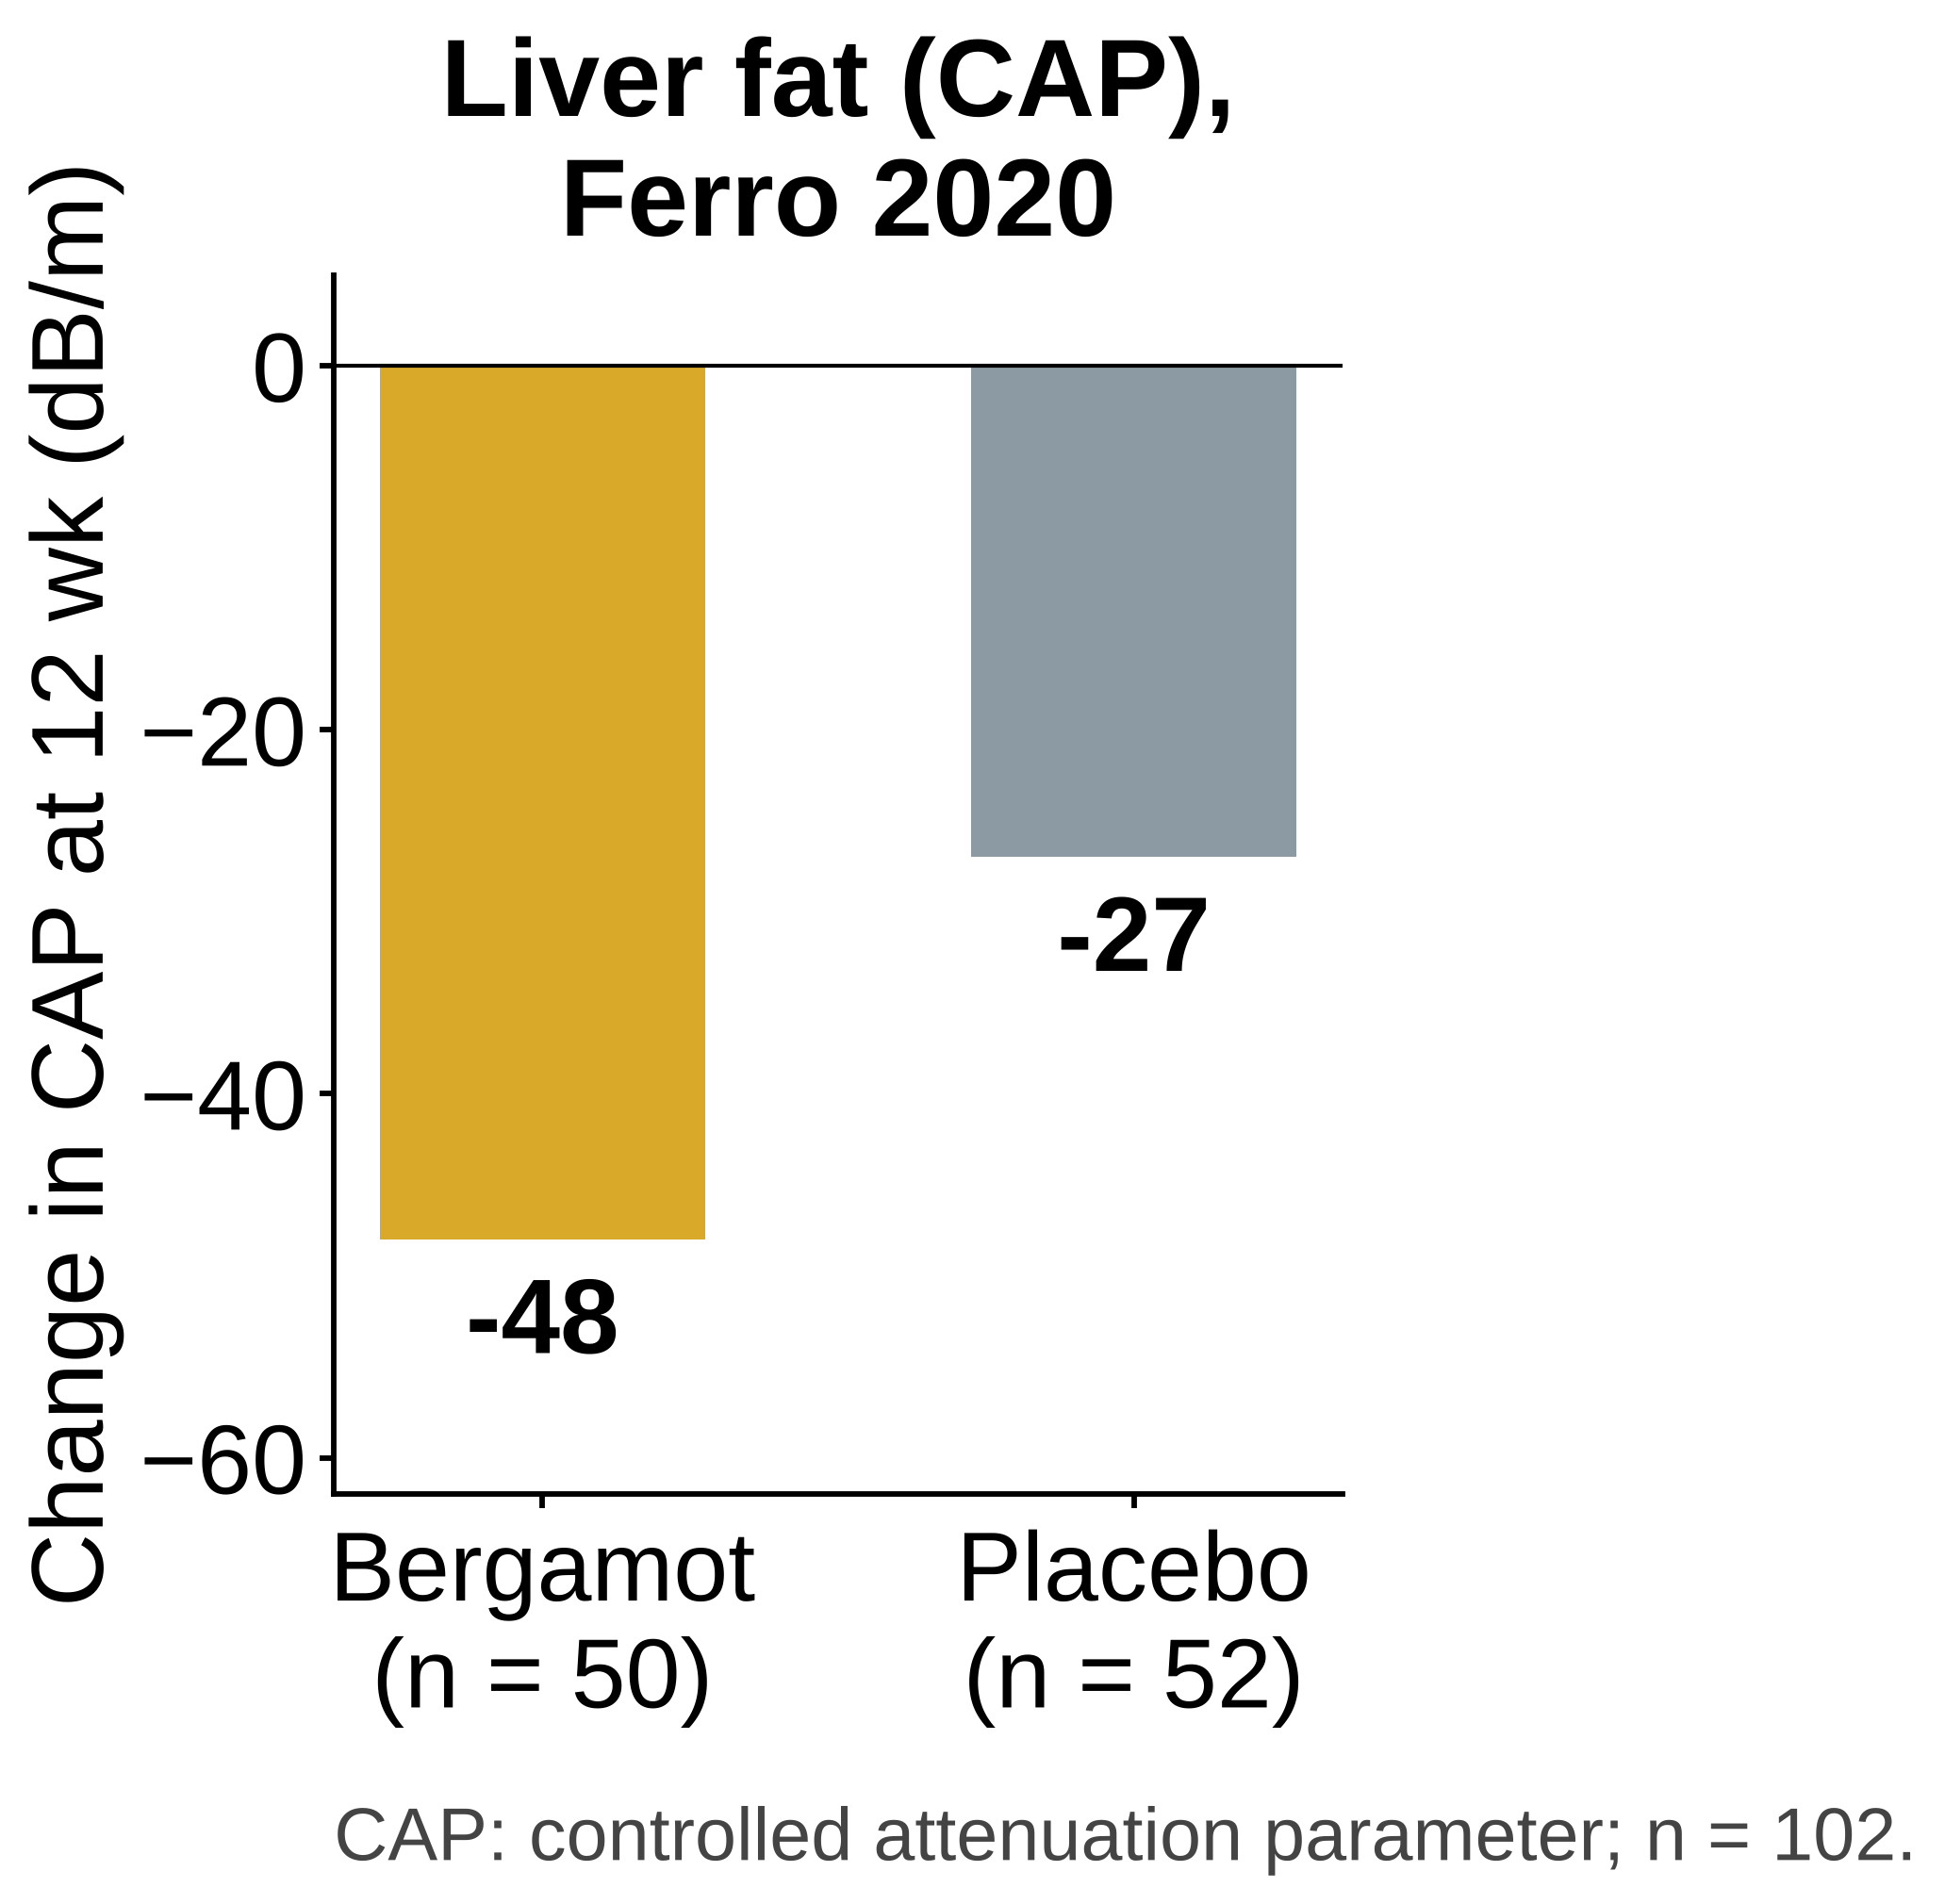 Liver fat (CAP),
Ferro 2020
Change in CAP at 12 wk (dB/m)
0
−20
−40
−60
-48
-27
Bergamot
(n = 50)
Placebo
(n = 52)
CAP: controlled attenuation parameter; n = 102.